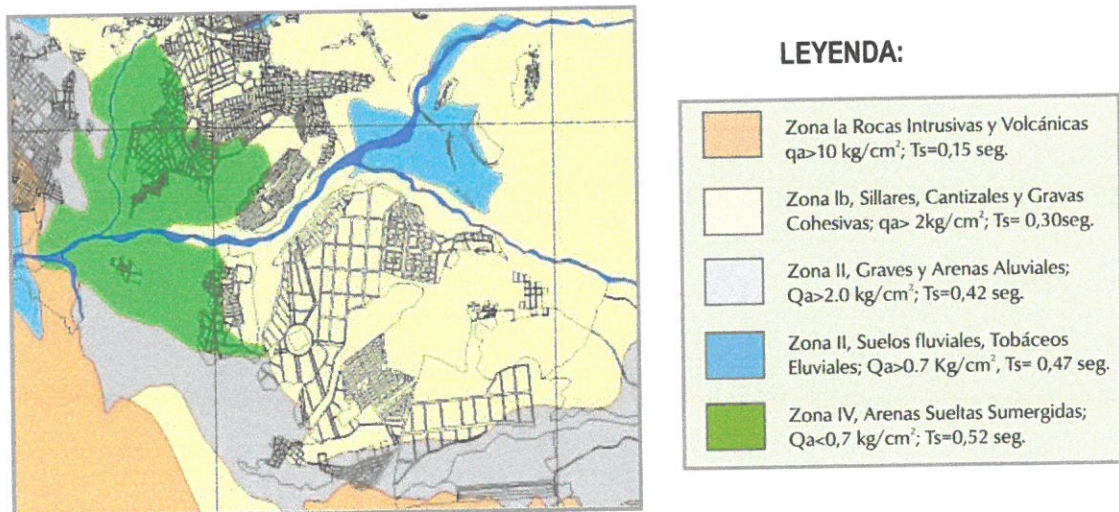 LEYENDA:
Zona la Rocas Intrusivas y Volcánicas
qa>10 kg/cm²; Ts=0,15 seg.
Zona lb, Sillares, Cantizales y Gravas
Cohesivas; qa> 2kg/cm²; Ts= 0,30seg.
Zona II, Graves y Arenas Aluviales;
Qa>2.0 kg/cm²; Ts=0,42 seg.
Zona II, Suelos fluviales, Tobáceos
Eluviales; Qa>0.7 Kg/cm², Ts= 0,47 seg.
Zona IV, Arenas Sueltas Sumergidas;
Qa<0,7 kg/cm²; Ts=0,52 seg.